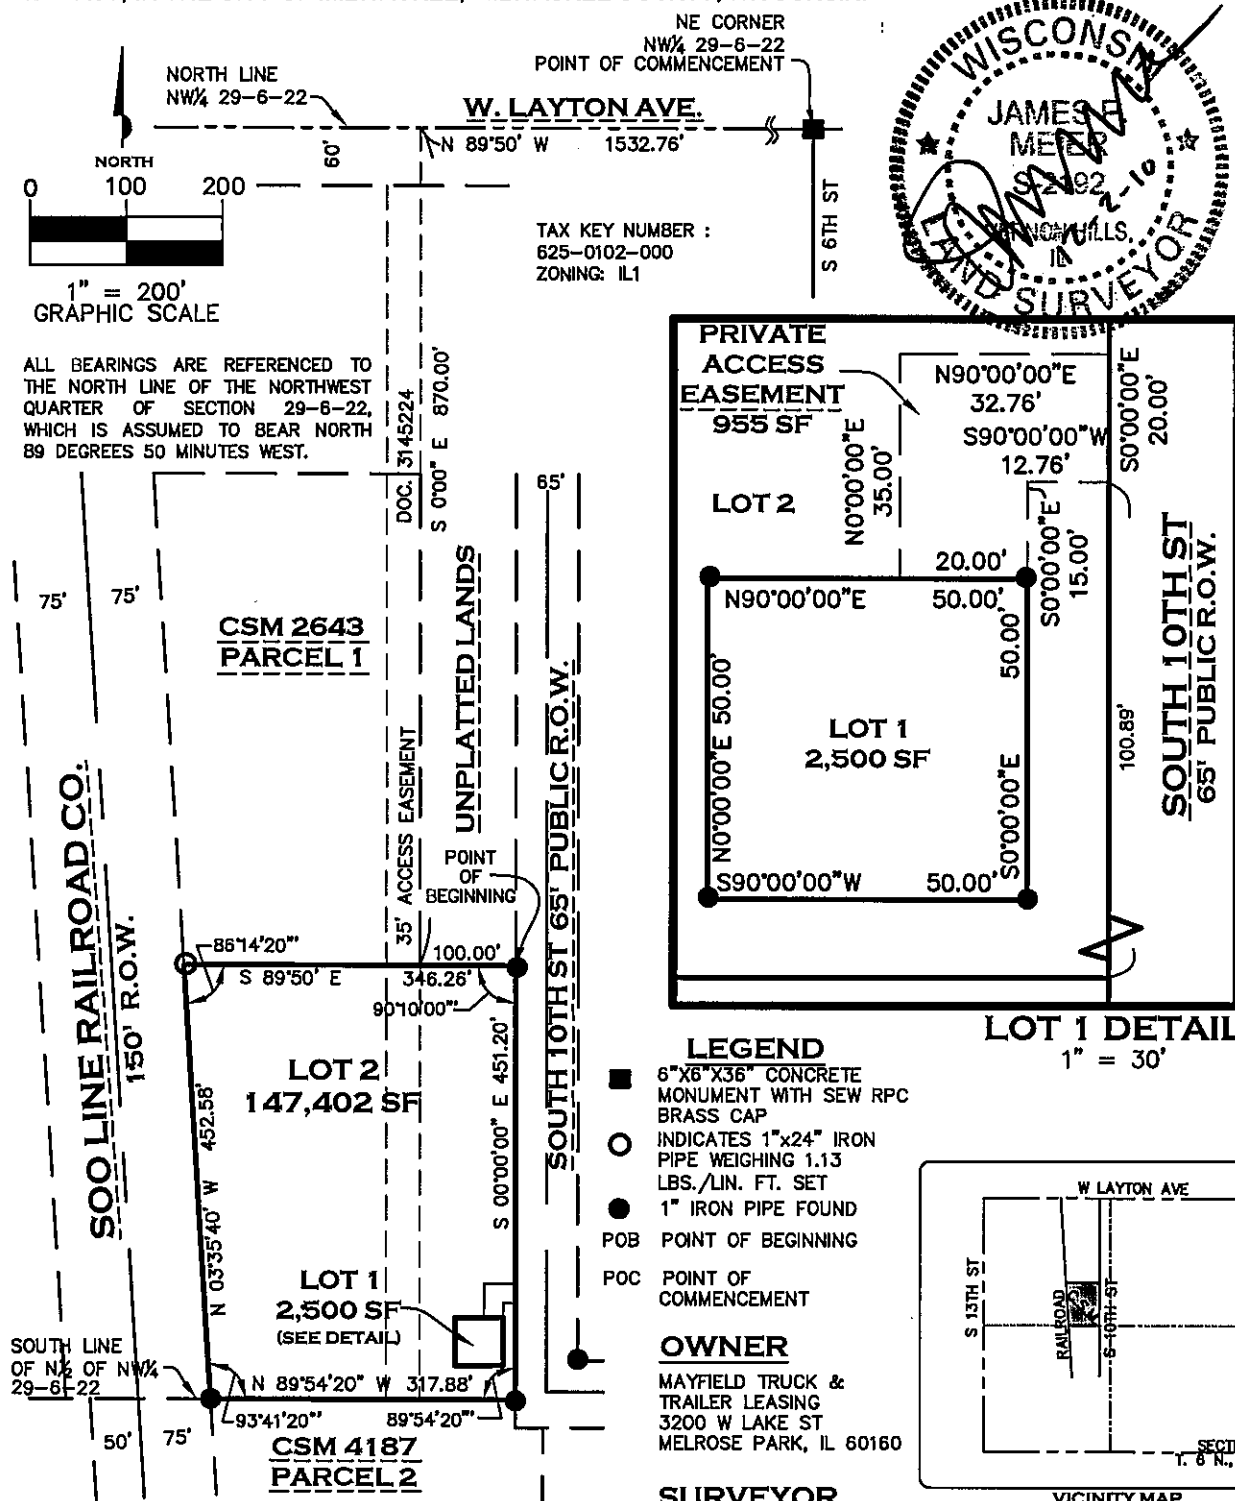 NE CORNER
NW¼ 29-6-22
POINT OF COMMENCEMENT
NORTH LINE
NW¼ 29-6-22
W. LAYTON AVE.
N 89°50' W 1532.76'
60'
NORTH
0 100 200
1" = 200'
GRAPHIC SCALE
TAX KEY NUMBER :
625-0102-000
ZONING: IL1
S 6TH ST
WISCONSIN
JAMES
MEIER
LAND SURVEYOR
ALL BEARINGS ARE REFERENCED TO
THE NORTH LINE OF THE NORTHWEST
QUARTER OF SECTION 29-6-22,
WHICH IS ASSUMED TO BEAR NORTH
89 DEGREES 50 MINUTES WEST.
DOC. 3145224
S 0°00" E 870.00'
65'
75' 75'
CSM 2643
PARCEL 1
35' ACCESS EASEMENT
UNPLATTED LANDS
SOUTH 10TH ST 65' PUBLIC R.O.W.
SOO LINE RAILROAD CO.
150' R.O.W.
POINT
OF
BEGINNING
86°14'20"'
100.00'
S 89°50' E 346.26'
90°10'00"'
LOT 2
147,402 SF
N 03°35'40" W 452.58'
S 00°00'00" E 451.20'
LOT 1
2,500 SF
(SEE DETAIL)
SOUTH LINE
OF N½ OF NW¼
29-6-22
N 89°54'20" W 317.88'
93°41'20"'
89°54'20"'
50' 75'
CSM 4187
PARCEL 2
PRIVATE
ACCESS
EASEMENT
955 SF
N90°00'00"E
32.76'
S90°00'00"W
12.76'
S0°00'00"E
20.00'
N0°00'00"E
35.00'
LOT 2
S0°00'00"E
15.00'
20.00'
N90°00'00"E 50.00'
50.00'
S0°00'00"E
N0°00'00"E 50.00'
LOT 1
2,500 SF
S90°00'00"W 50.00'
100.89'
SOUTH 10TH ST
65' PUBLIC R.O.W.
LOT 1 DETAIL
1" = 30'
LEGEND
6"X6"X36" CONCRETE
MONUMENT WITH SEW RPC
BRASS CAP
INDICATES 1"x24" IRON
PIPE WEIGHING 1.13
LBS./LIN. FT. SET
1" IRON PIPE FOUND
POB POINT OF BEGINNING
POC POINT OF
COMMENCEMENT
OWNER
MAYFIELD TRUCK &
TRAILER LEASING
3200 W LAKE ST
MELROSE PARK, IL 60160
SURVEYOR
W LAYTON AVE
S 13TH ST
RAILROAD
S 10TH ST
T. 6 N.,
VICINITY MAP